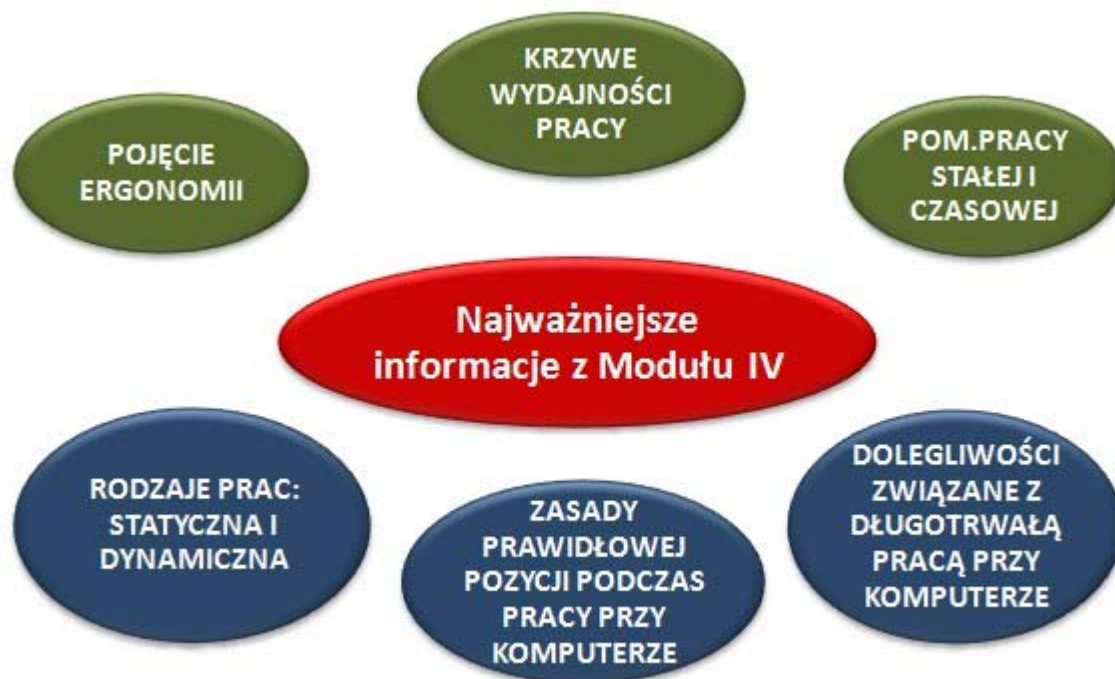 KRZYWE
WYDAJNOŚCI
PRACY
POJĘCIE
ERGONOMII
POM.PRACY
STAŁEJ I
CZASOWEJ
Najważniejsze
informacje z Modułu IV
RODZAJE PRAC:
STATYCZNA I
DYNAMICZNA
ZASADY
PRAWIDŁOWEJ
POZYCJI PODCZAS
PRACY PRZY
KOMPUTERZE
DOLEGLIWOŚCI
ZWIĄZANE Z
DŁUGOTRWAŁĄ
PRACĄ PRZY
KOMPUTERZE